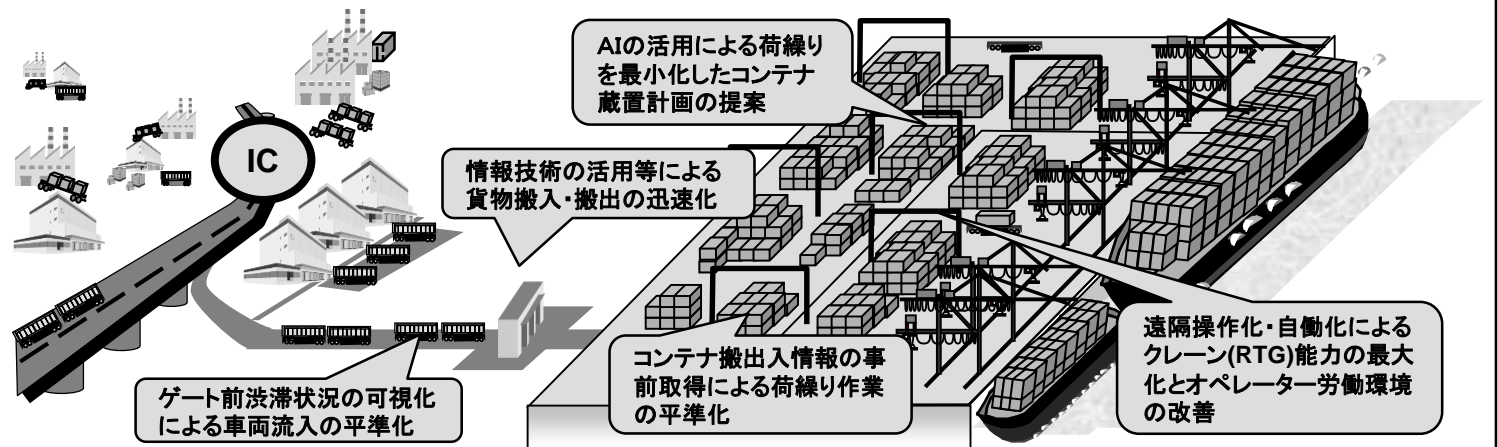 AIの活用による荷繰り
を最小化したコンテナ
蔵置計画の提案
IC
情報技術の活用等による
貨物搬入・搬出の迅速化
遠隔操作化・自働化による
クレーン(RTG)能力の最大
化とオペレーター労働環境
の改善
コンテナ搬出入情報の事
前取得による荷繰り作業
の平準化
ゲート前渋滞状況の可視化
による車両流入の平準化